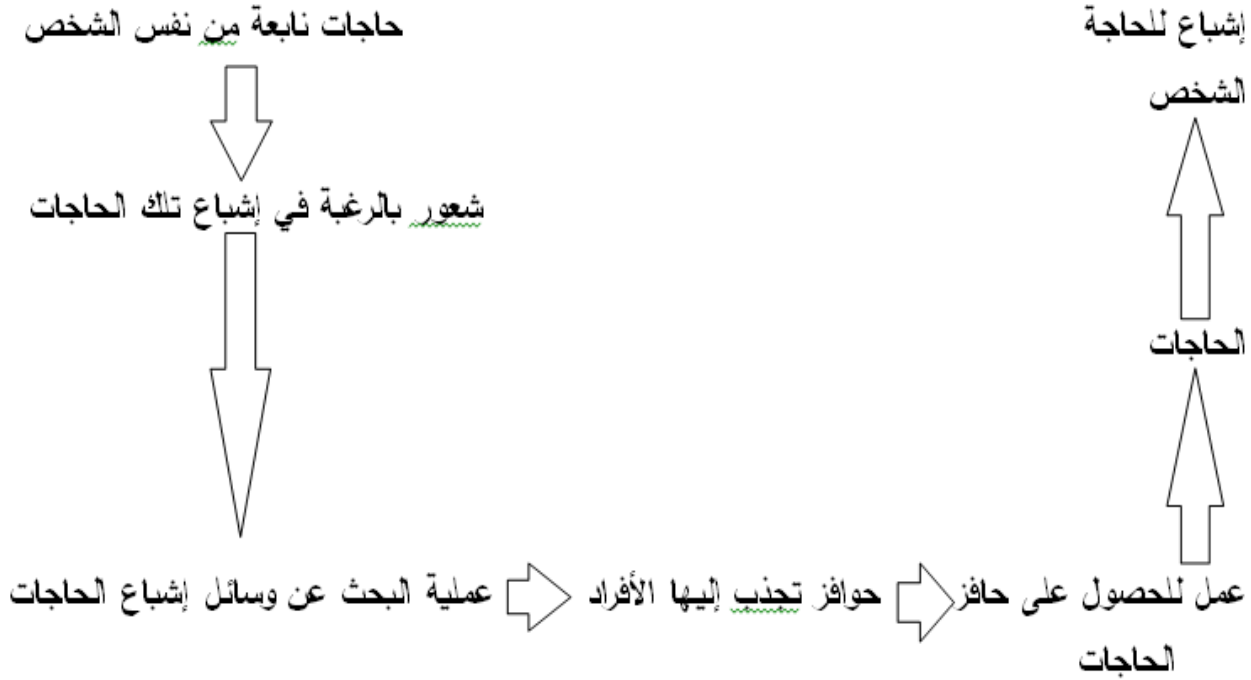 حاجات نابعة من نفس الشخص
شعور بالرغبة في إشباع تلك الحاجات
عملية البحث عن وسائل إشباع الحاجات
حوافز تجذب إليها الأفراد
عمل للحصول على حافز
الحاجات
الحاجات
إشباع للحاجة
الشخص